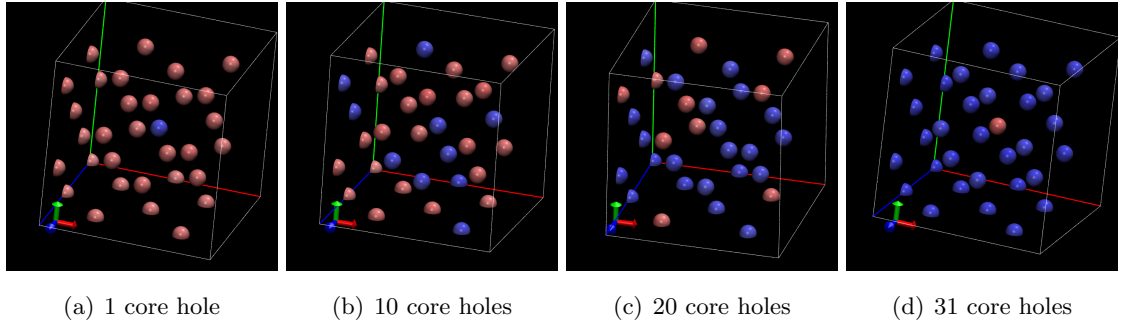 (a) 1 core hole
(b) 10 core holes
(c) 20 core holes
(d) 31 core holes